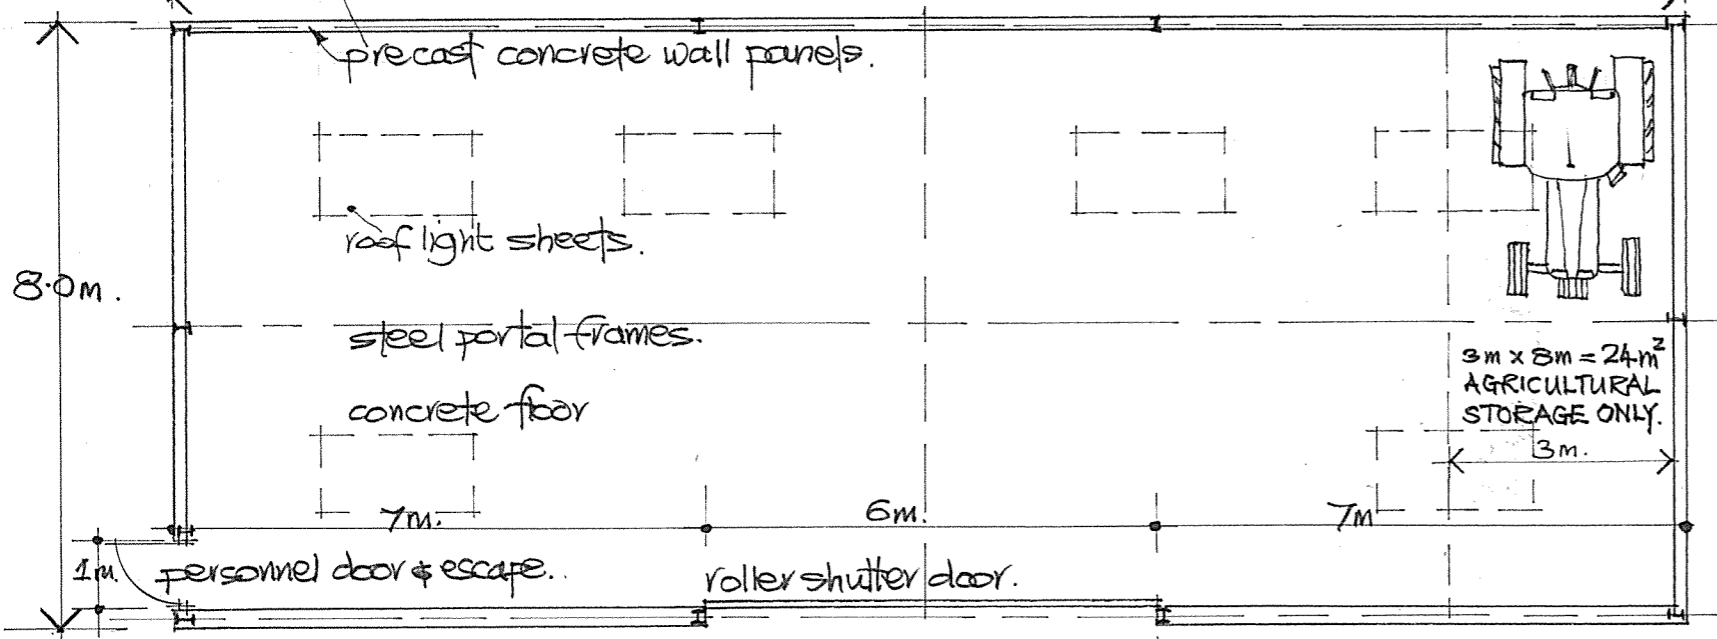 precast concrete wall panels.
roof light sheets.
8.0m.
steel portal frames.
3m x 8m = 24m²
AGRICULTURAL
STORAGE ONLY.
concrete floor
3m.
7m.
6m.
7m
1m.
personnel door & escape..
roller shutter door.